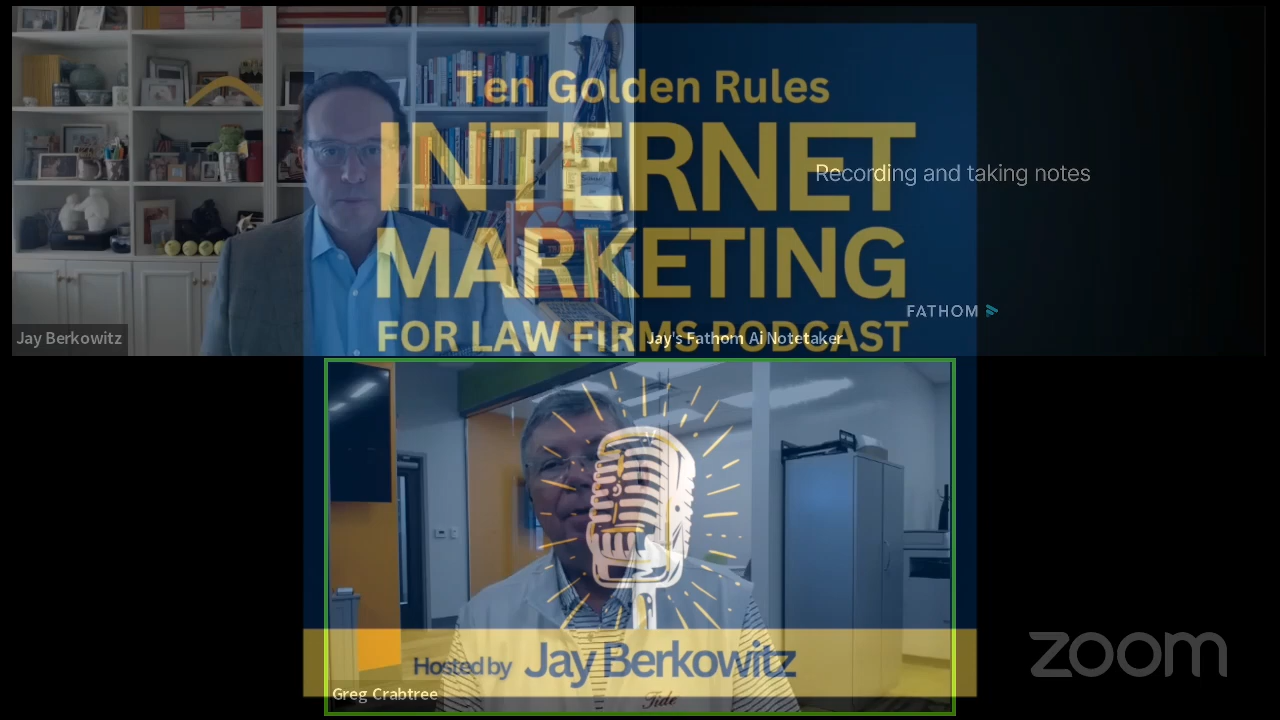 Ten Golden Rules
INTERNET
MARKETING
FOR LAW FIRMS PODCAST
Recording and taking notes
FATHOM
Jay Berkowitz
Jay's Fathom Ai Notetaker
Hosted by Jay Berkowitz
Greg Crabtree
Tide
zoom